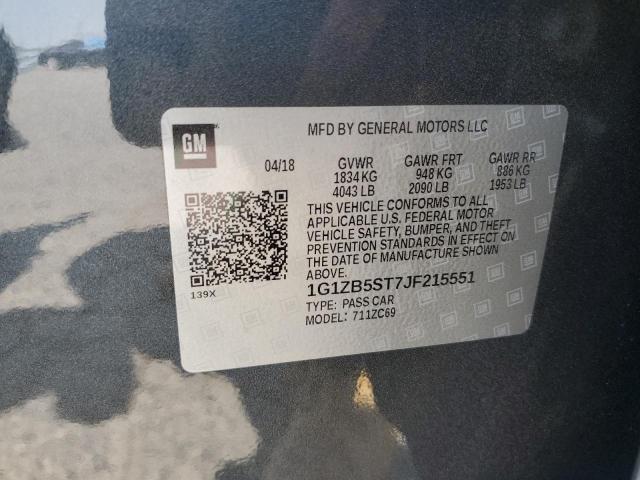 GM
MFD BY GENERAL MOTORS LLC
04/18 GVWR GAWR FRT GAWR RR
1834 KG 948 KG 886 KG
4043 LB 2090 LB 1953 LB
THIS VEHICLE CONFORMS TO ALL
APPLICABLE U.S. FEDERAL MOTOR
VEHICLE SAFETY, BUMPER, AND THEFT
PREVENTION STANDARDS IN EFFECT ON
THE DATE OF MANUFACTURE SHOWN
ABOVE.
139X
1G1ZB5ST7JF215551
TYPE: PASS CAR
MODEL: 711ZC69